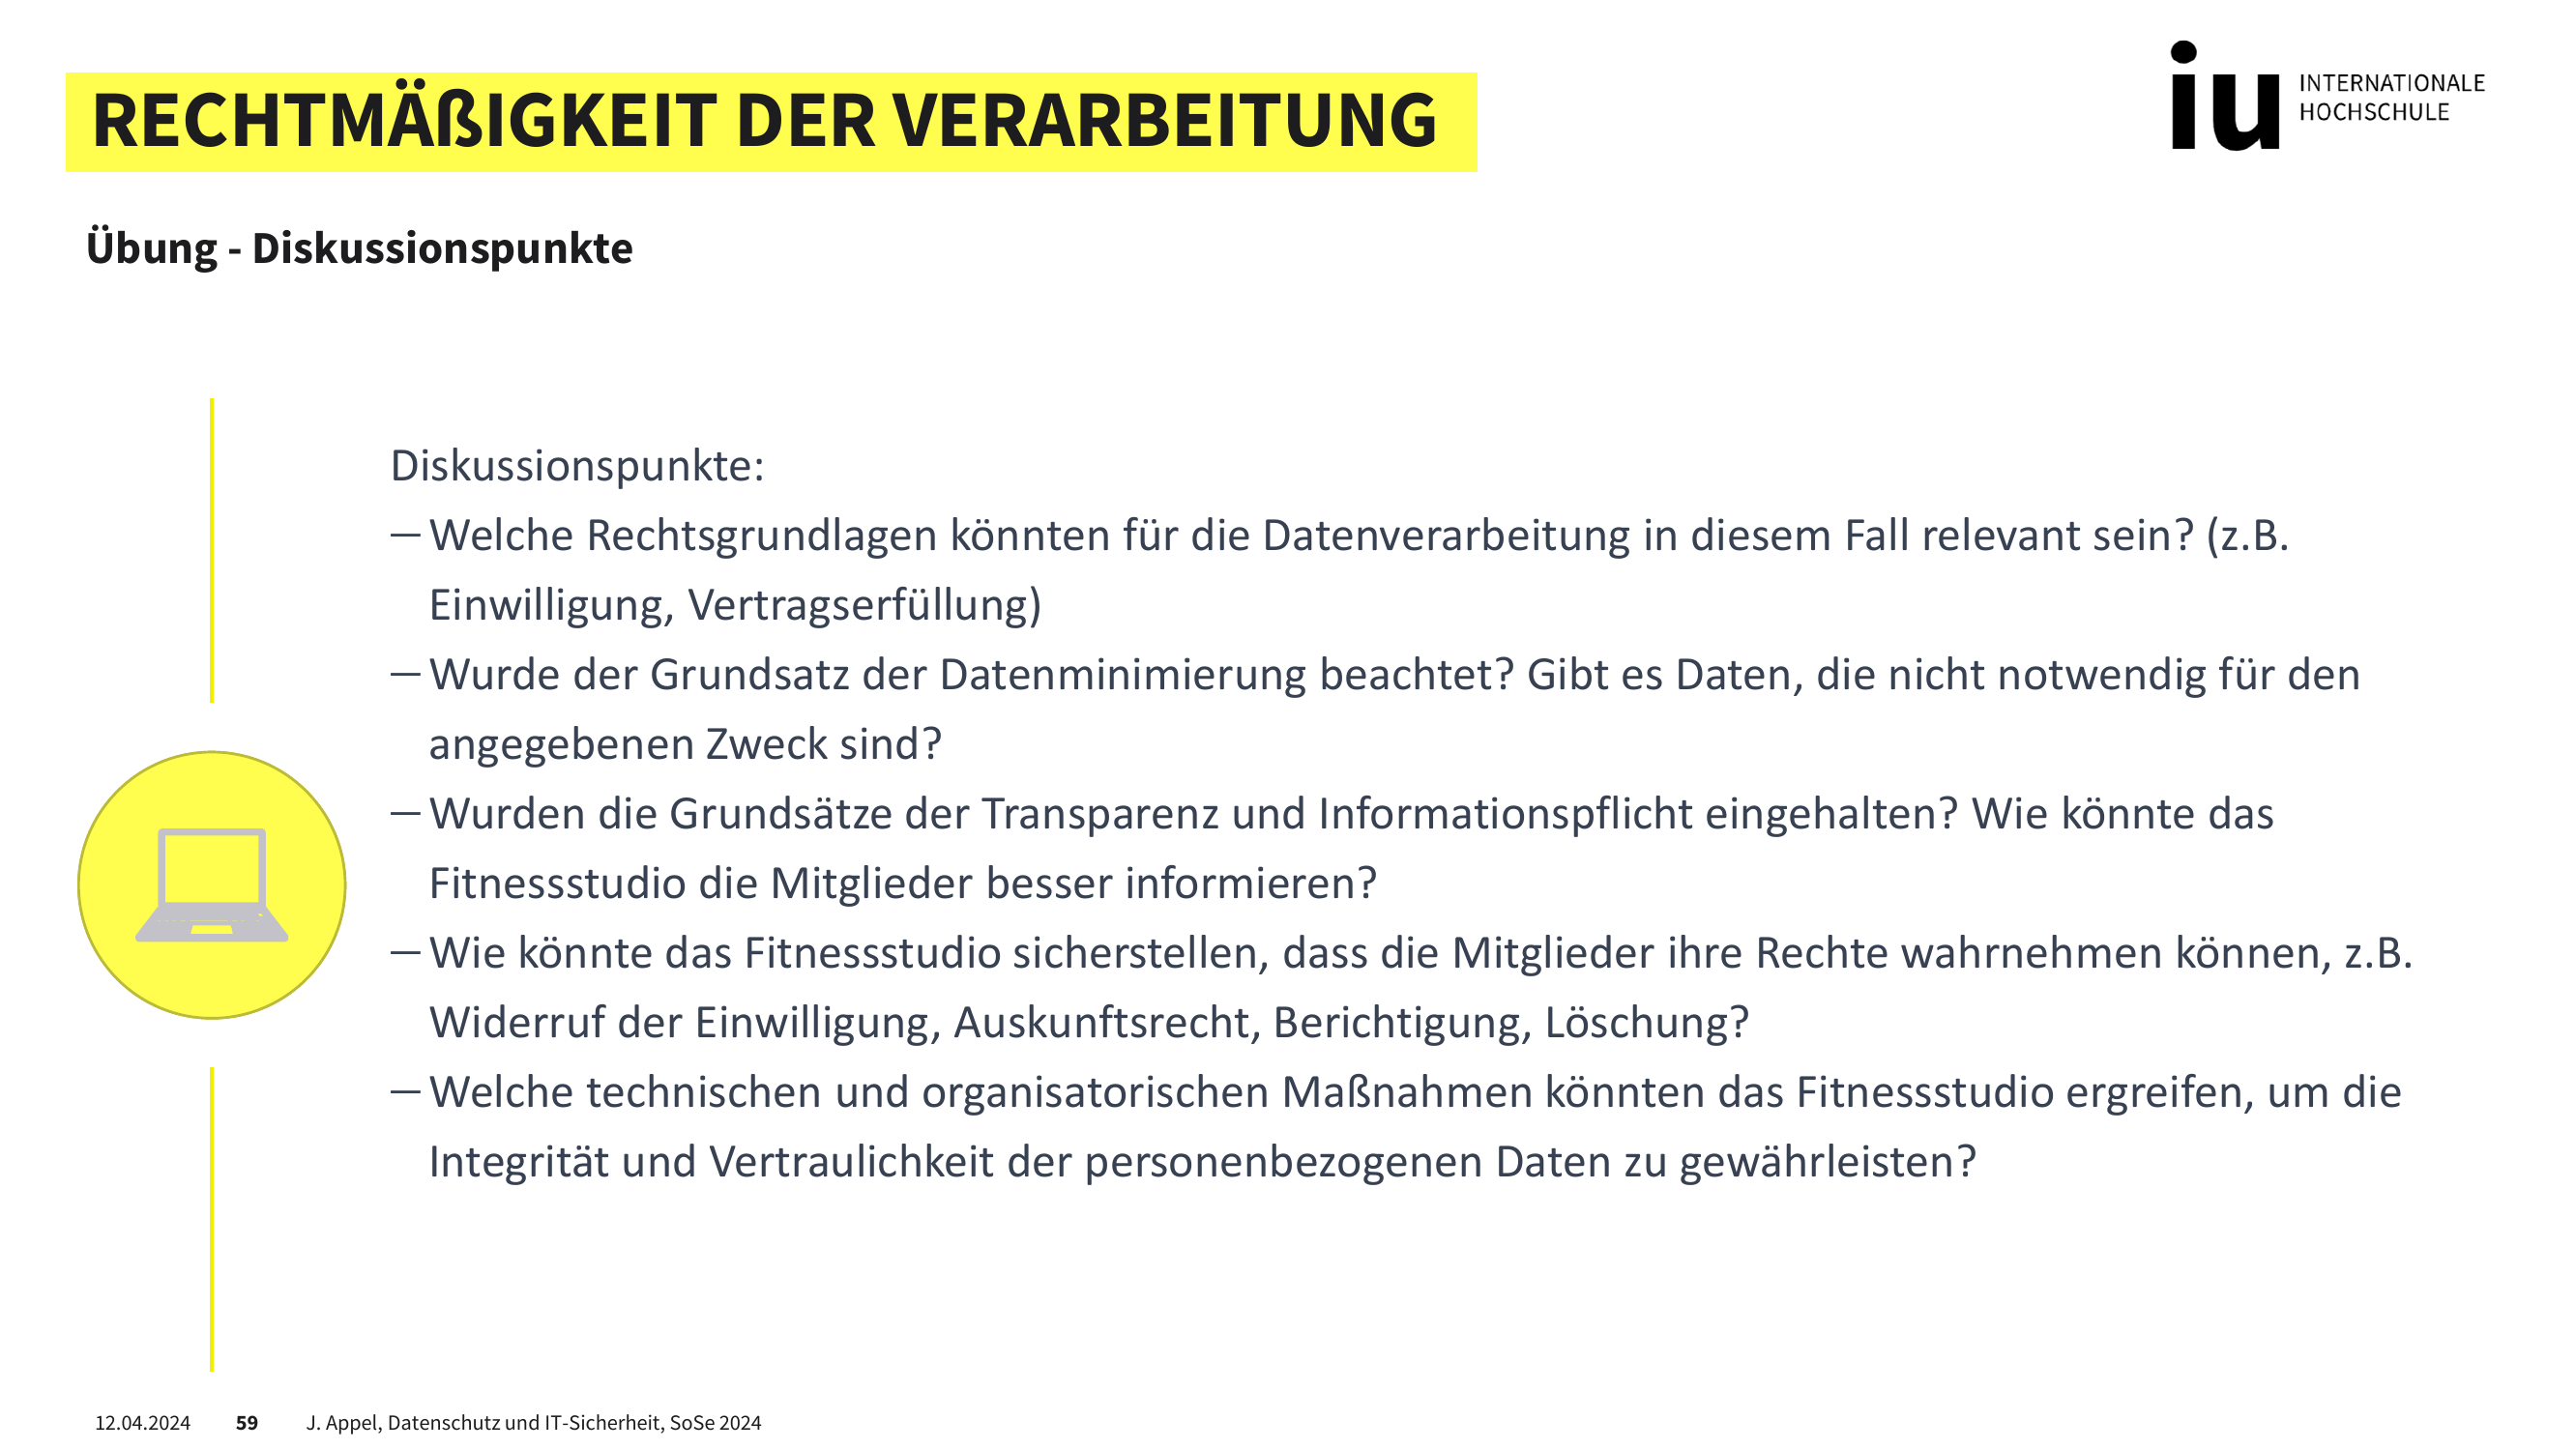 RECHTMÄßIGKEIT DER VERARBEITUNG
iu INTERNATIONALE
HOCHSCHULE
Übung - Diskussionspunkte
Diskussionspunkte:
— Welche Rechtsgrundlagen könnten für die Datenverarbeitung in diesem Fall relevant sein? (z.B.
Einwilligung, Vertragserfüllung)
— Wurde der Grundsatz der Datenminimierung beachtet? Gibt es Daten, die nicht notwendig für den
angegebenen Zweck sind?
— Wurden die Grundsätze der Transparenz und Informationspflicht eingehalten? Wie könnte das
Fitnessstudio die Mitglieder besser informieren?
— Wie könnte das Fitnessstudio sicherstellen, dass die Mitglieder ihre Rechte wahrnehmen können, z.B.
Widerruf der Einwilligung, Auskunftsrecht, Berichtigung, Löschung?
— Welche technischen und organisatorischen Maßnahmen könnten das Fitnessstudio ergreifen, um die
Integrität und Vertraulichkeit der personenbezogenen Daten zu gewährleisten?
12.04.2024 59 J. Appel, Datenschutz und IT-Sicherheit, SoSe 2024